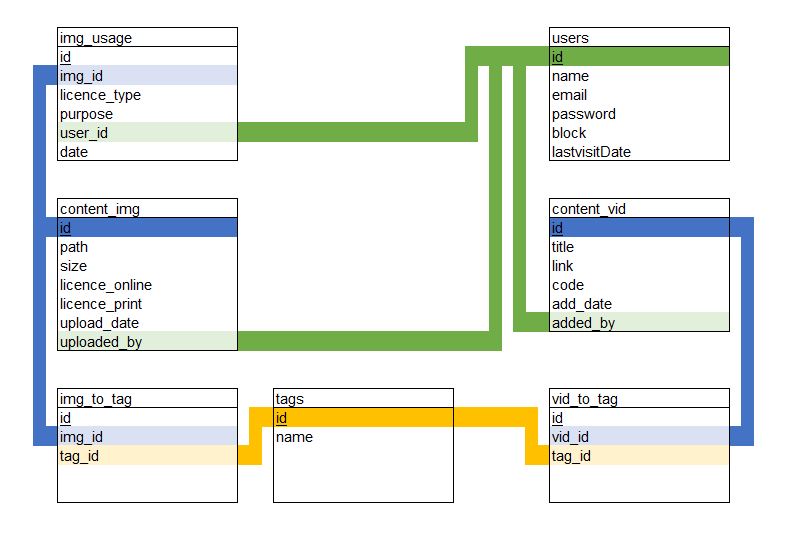 img_usage
id
img_id
licence_type
purpose
user_id
date
users
id
name
email
password
block
lastvisitDate
content_img
id
path
size
licence_online
licence_print
upload_date
uploaded_by
content_vid
id
title
link
code
add_date
added_by
img_to_tag
id
img_id
tag_id
tags
id
name
vid_to_tag
id
vid_id
tag_id